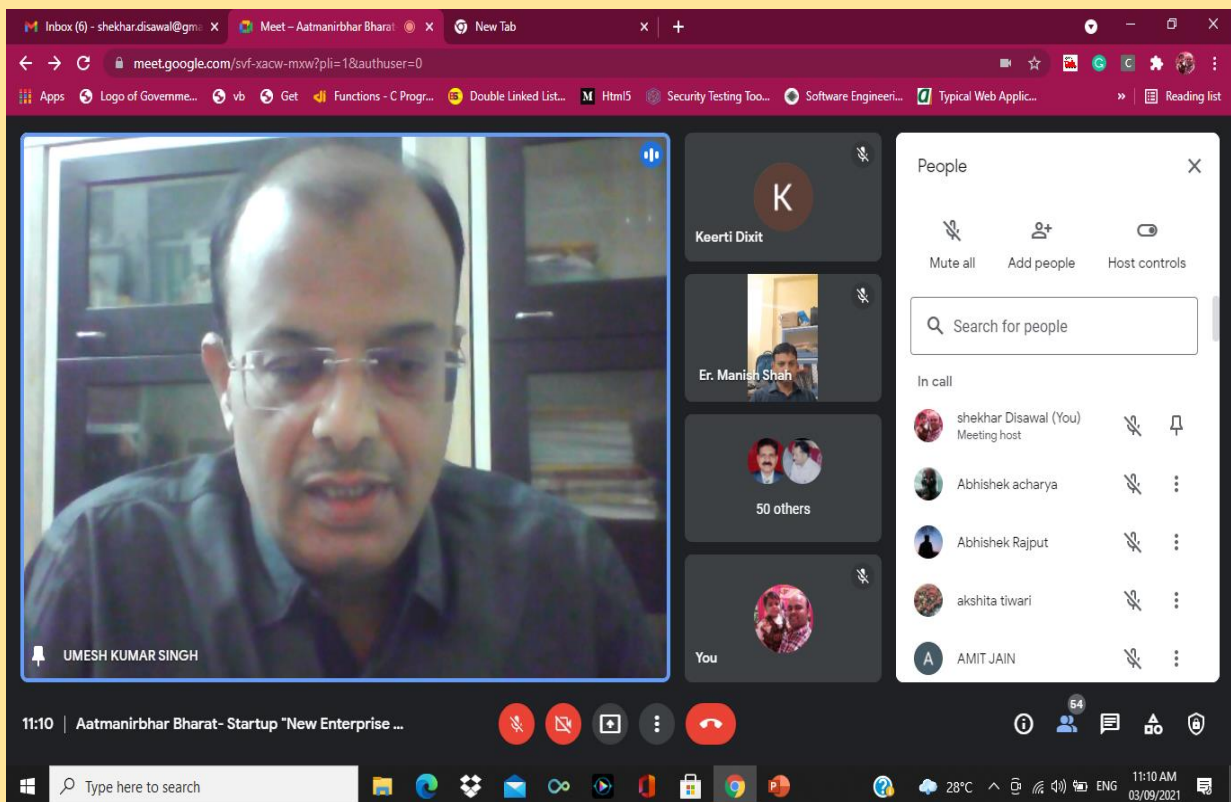 Inbox (6) - shekhar.disawal@gma
Meet – Aatmanirbhar Bharat
New Tab
meet.google.com/svf-xacw-mxw?pli=1&authuser=0
Apps
Logo of Governme...
vb
Get
Functions - C Progr...
Double Linked List...
Html5
Security Testing Too...
Software Engineeri...
Typical Web Applic...
»
Reading list
UMESH KUMAR SINGH
K
Keerti Dixit
Er. Manish Shah
50 others
You
People
Mute all
Add people
Host controls
Search for people
In call
shekhar Disawal (You)
Meeting host
Abhishek acharya
Abhishek Rajput
akshita tiwari
A
AMIT JAIN
11:10 | Aatmanirbhar Bharat- Startup "New Enterprise ...
54
Type here to search
28°C
ENG
11:10 AM
03/09/2021